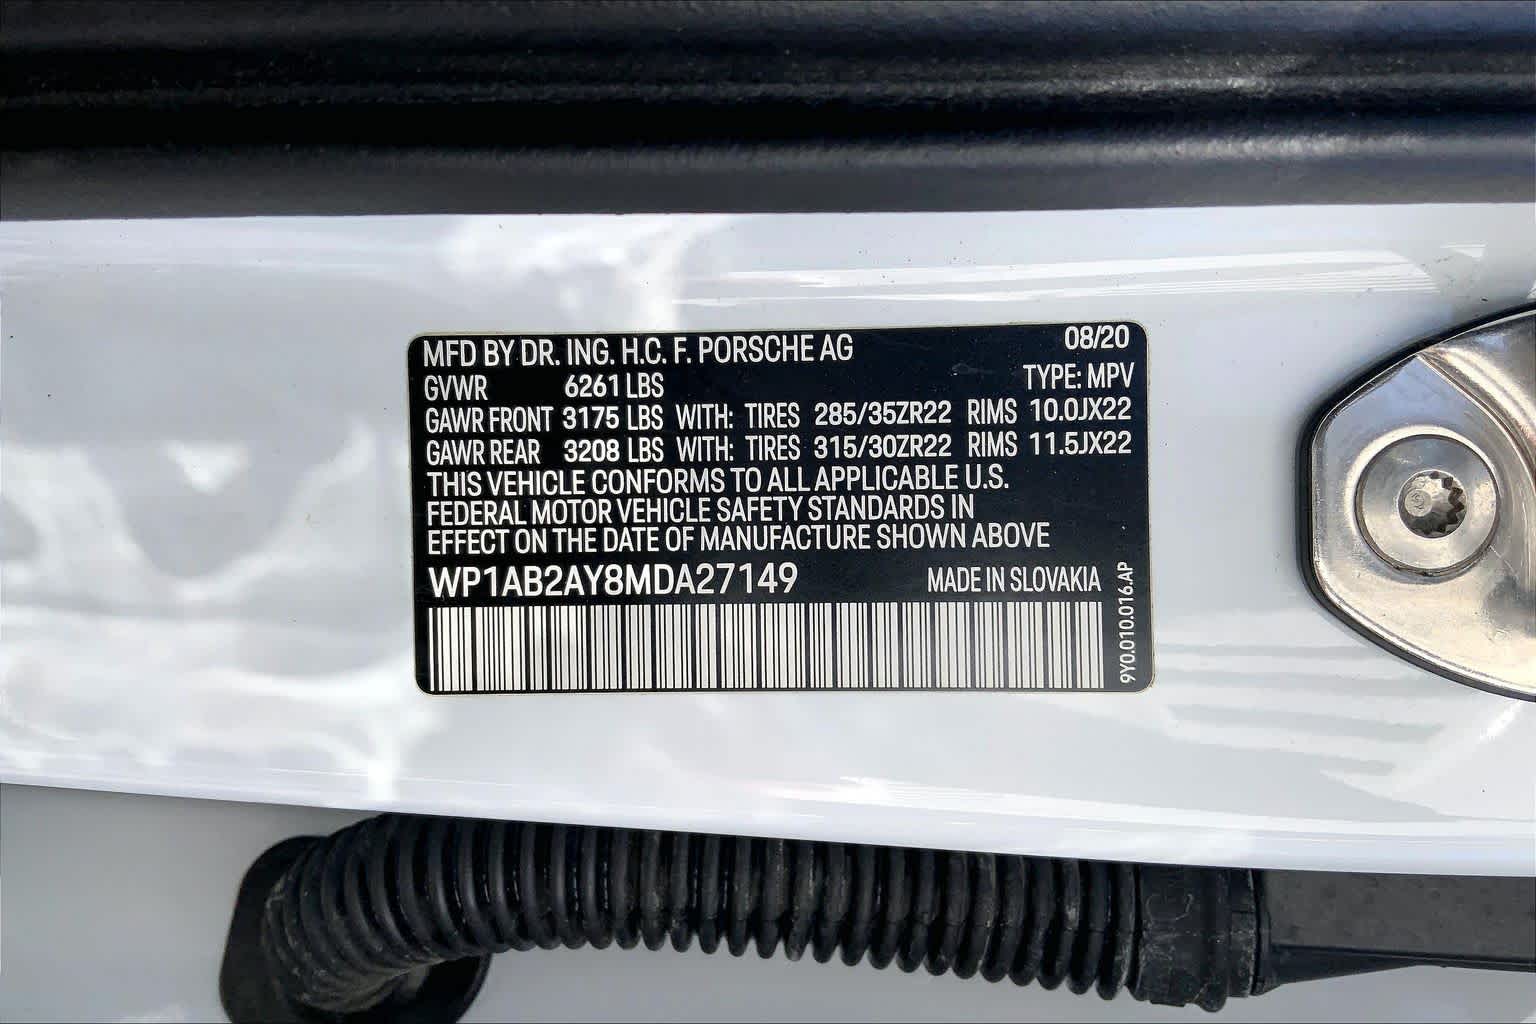 MFD BY DR. ING. H.C. F. PORSCHE AG 08/20
GVWR 6261 LBS TYPE: MPV
GAWR FRONT 3175 LBS WITH: TIRES 285/35ZR22 RIMS 10.0JX22
GAWR REAR 3208 LBS WITH: TIRES 315/30ZR22 RIMS 11.5JX22
THIS VEHICLE CONFORMS TO ALL APPLICABLE U.S.
FEDERAL MOTOR VEHICLE SAFETY STANDARDS IN
EFFECT ON THE DATE OF MANUFACTURE SHOWN ABOVE
WP1AB2AY8MDA27149 MADE IN SLOVAKIA
9Y0.010.016.AP